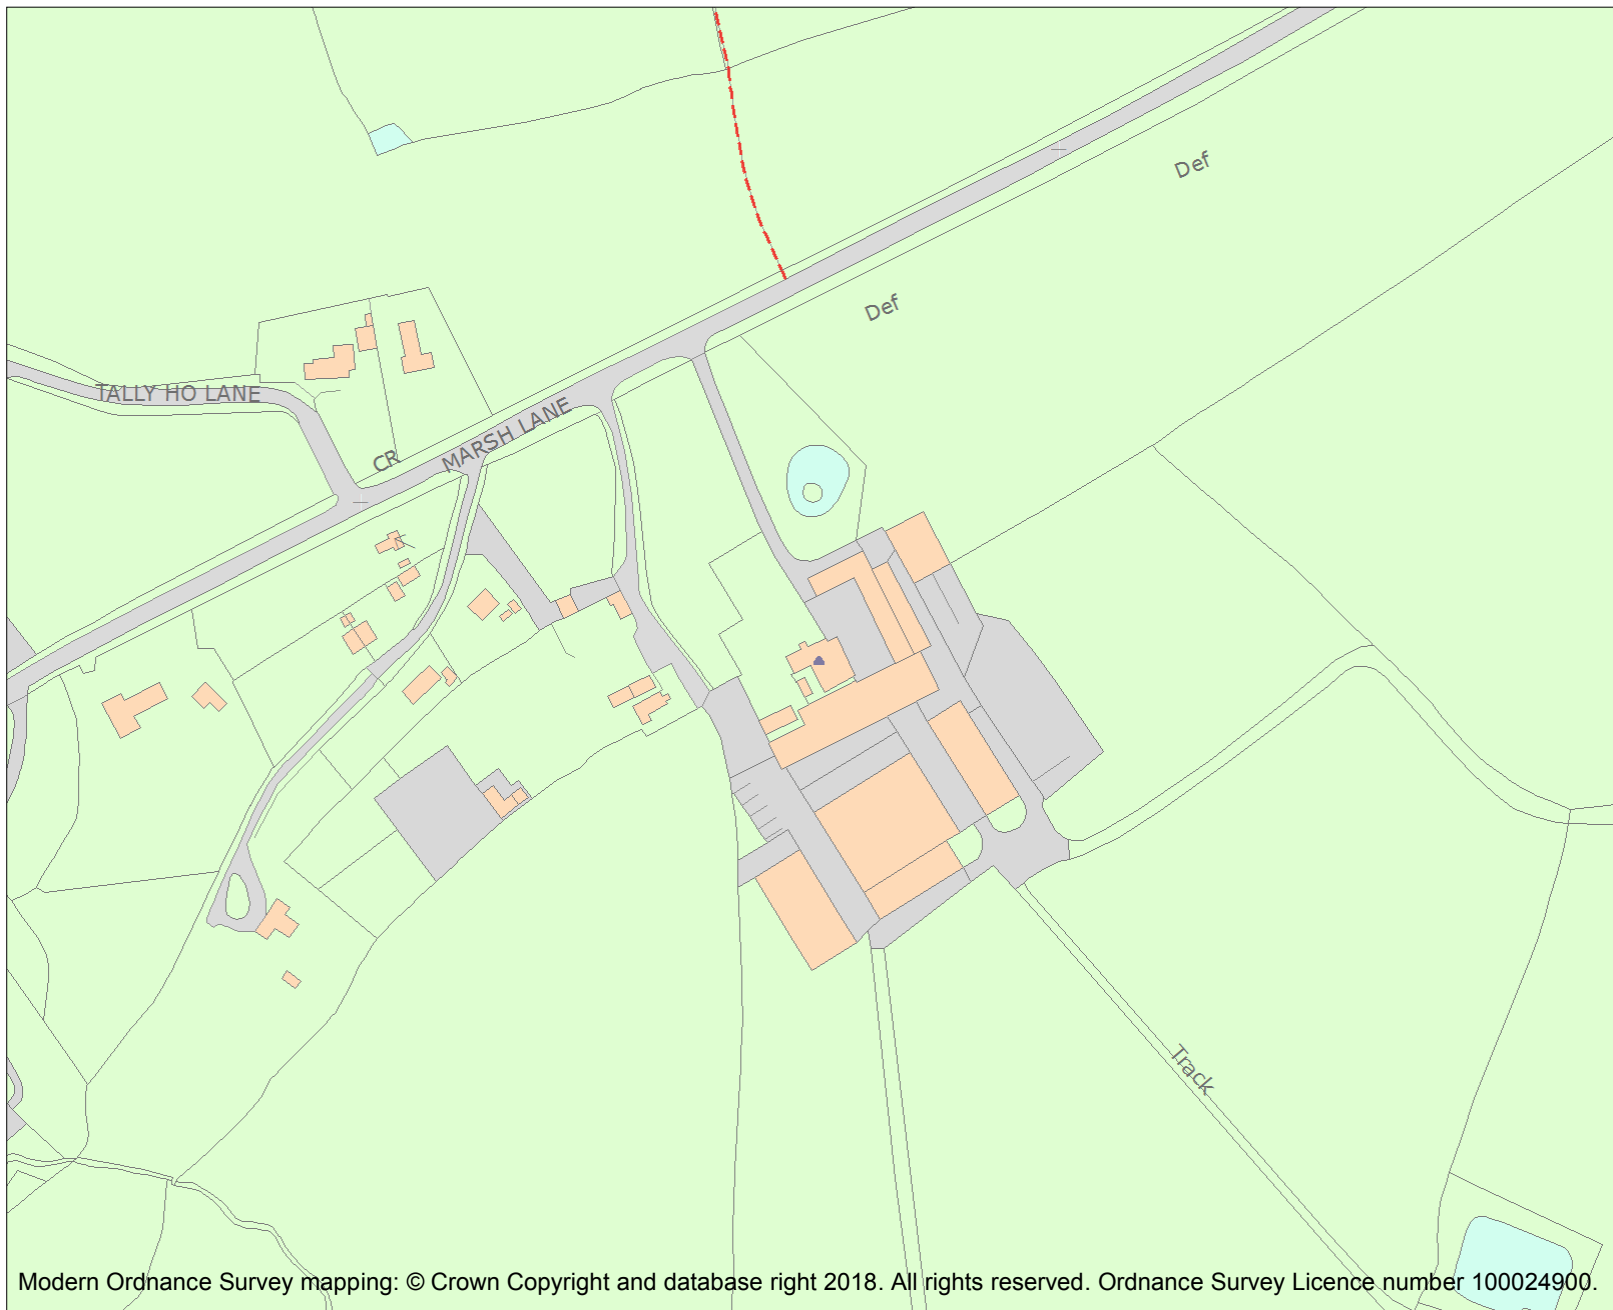 Def
Def
TALLY HO LANE
MARSH LANE
CR
Track
Modern Ordnance Survey mapping: © Crown Copyright and database right 2018. All rights reserved. Ordnance Survey Licence number 100024900.